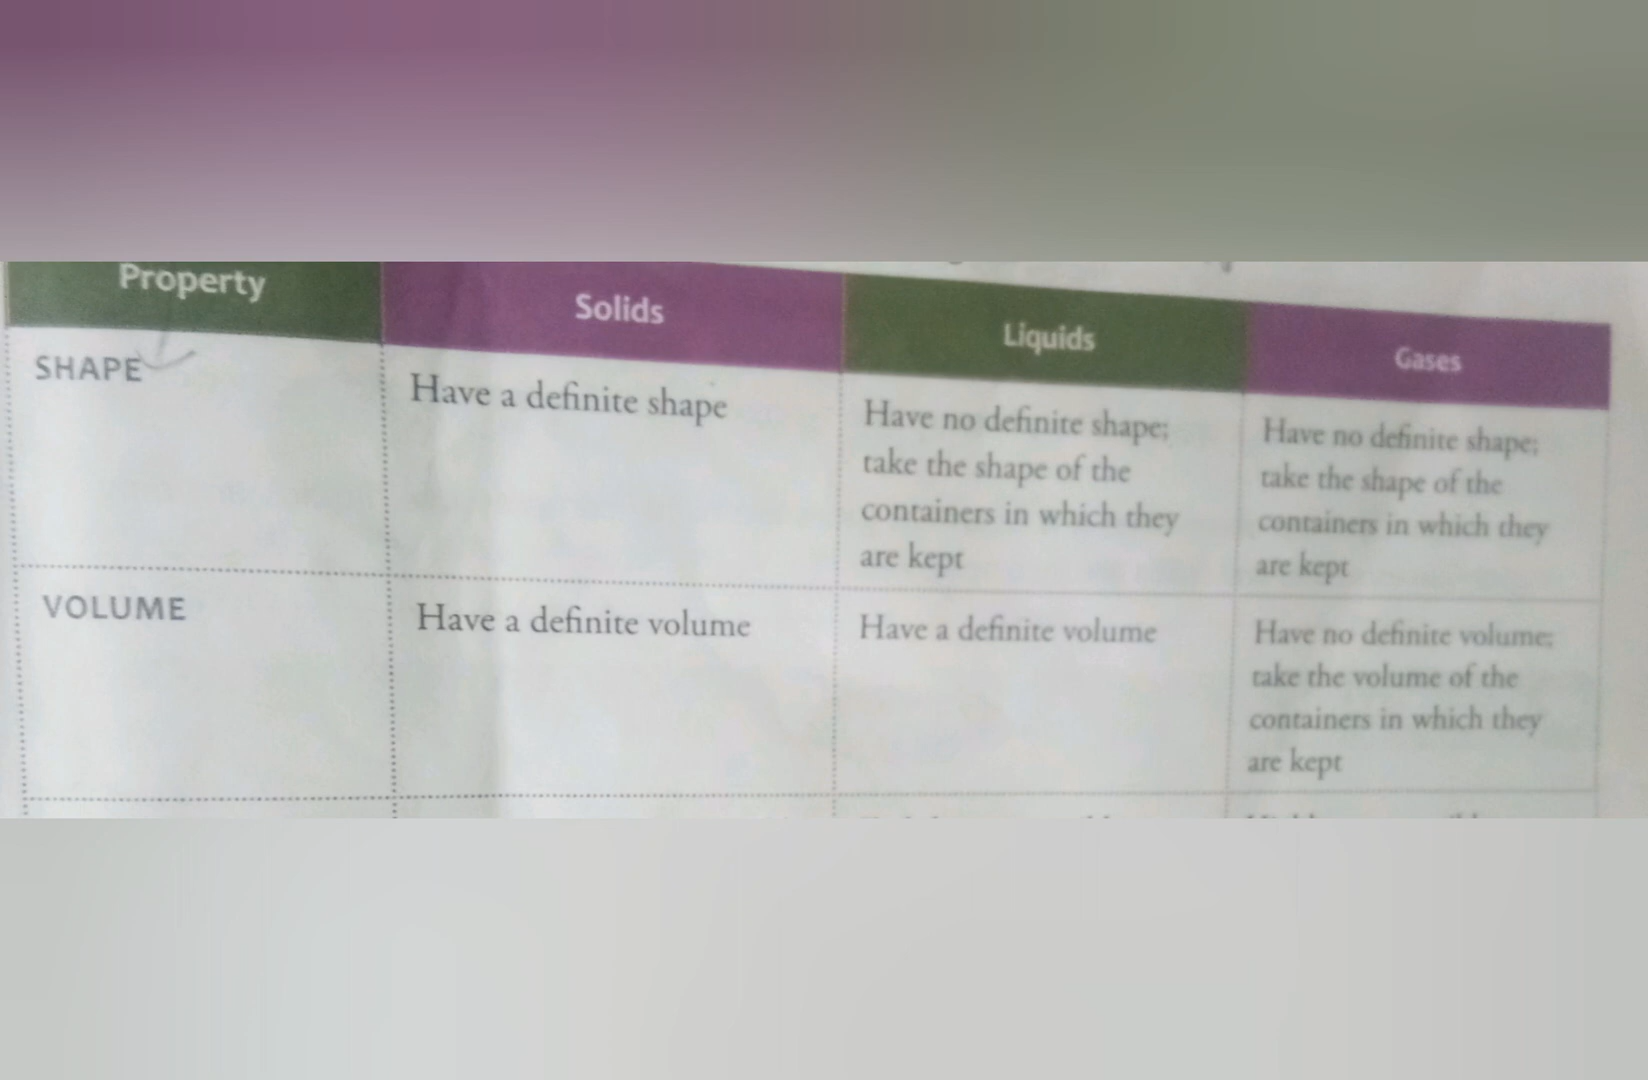 Property
Solids
Liquids
Gases
SHAPE
Have a definite shape
Have no definite shape;
take the shape of the
containers in which they
are kept
Have no definite shape;
take the shape of the
containers in which they
are kept
VOLUME
Have a definite volume
Have a definite volume
Have no definite volume;
take the volume of the
containers in which they
are kept